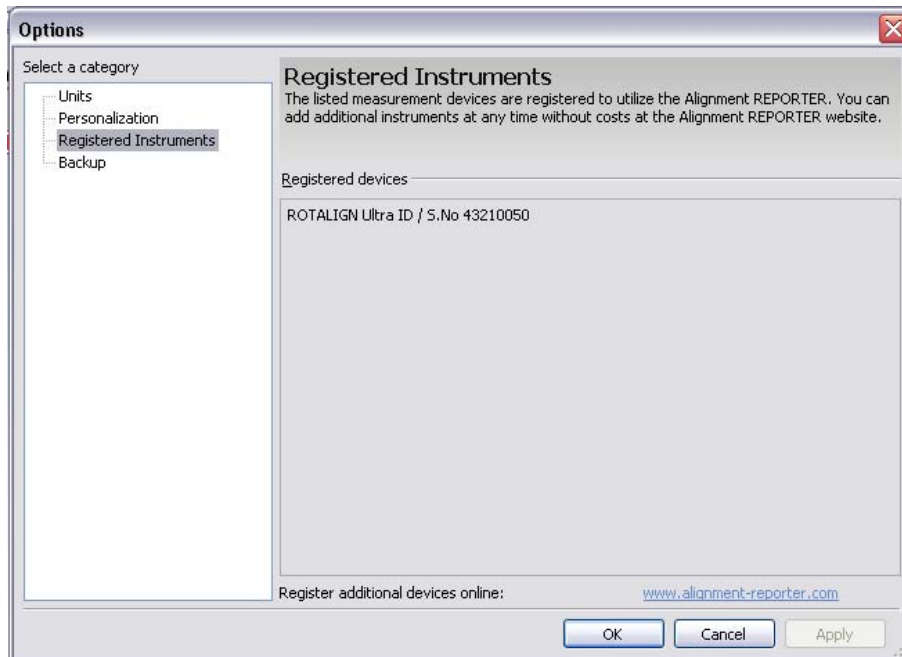 Options
Select a category
Units
Personalization
Registered Instruments
Backup
Registered Instruments
The listed measurement devices are registered to utilize the Alignment REPORTER. You can
add additional instruments at any time without costs at the Alignment REPORTER website.
Registered devices
ROTALIGN Ultra ID / S.No 43210050
Register additional devices online: www.alignment-reporter.com
OK Cancel Apply